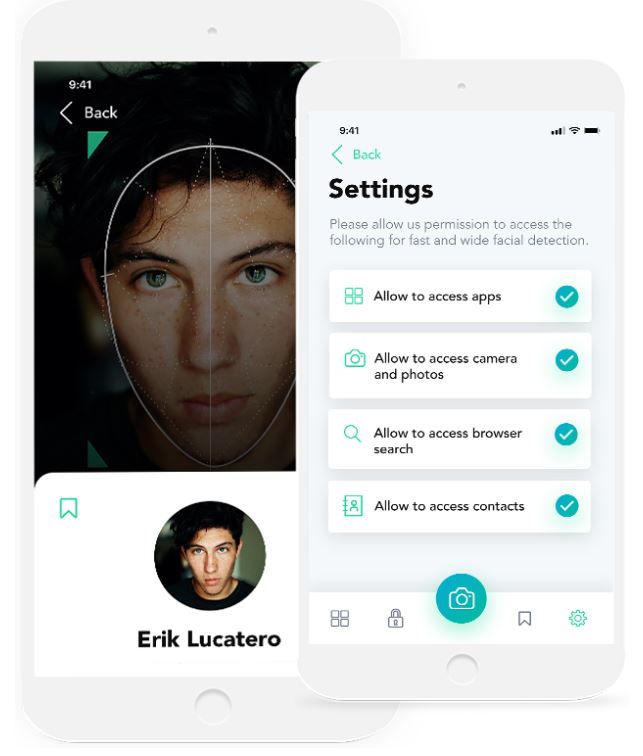 9:41
Back
Erik Lucatero
9:41
Back
Settings
Please allow us permission to access the
following for fast and wide facial detection.
Allow to access apps
Allow to access camera
and photos
Allow to access browser
search
Allow to access contacts